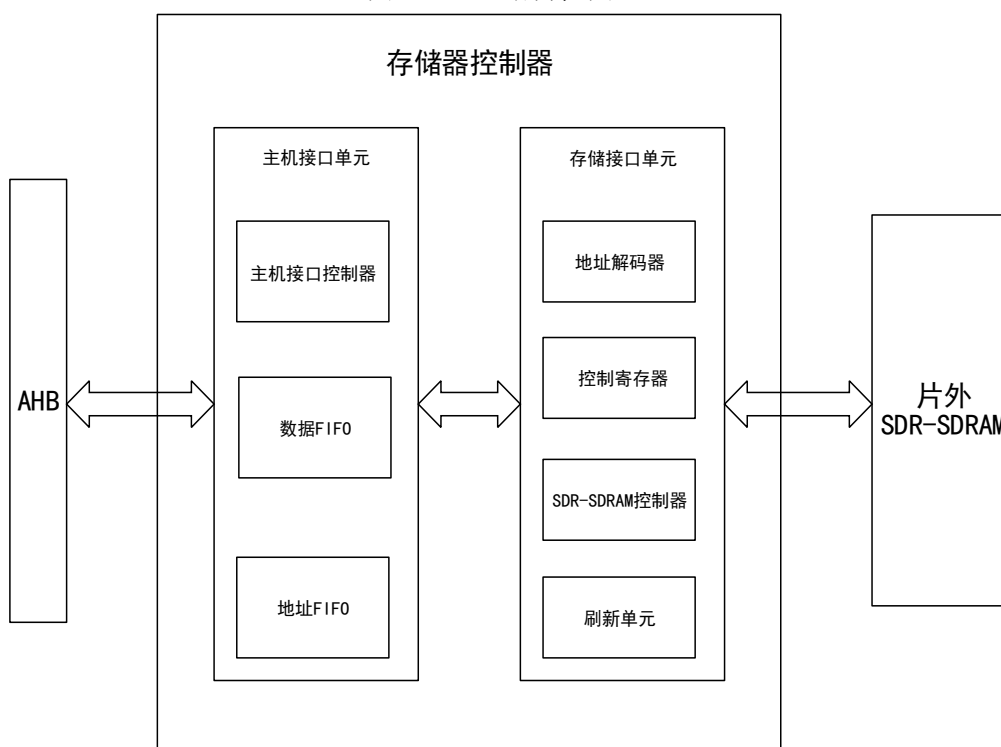 存储器控制器
主机接口单元
主机接口控制器
数据FIFO
地址FIFO
存储接口单元
地址解码器
控制寄存器
SDR-SDRAM控制器
刷新单元
AHB
片外
SDR-SDRAM